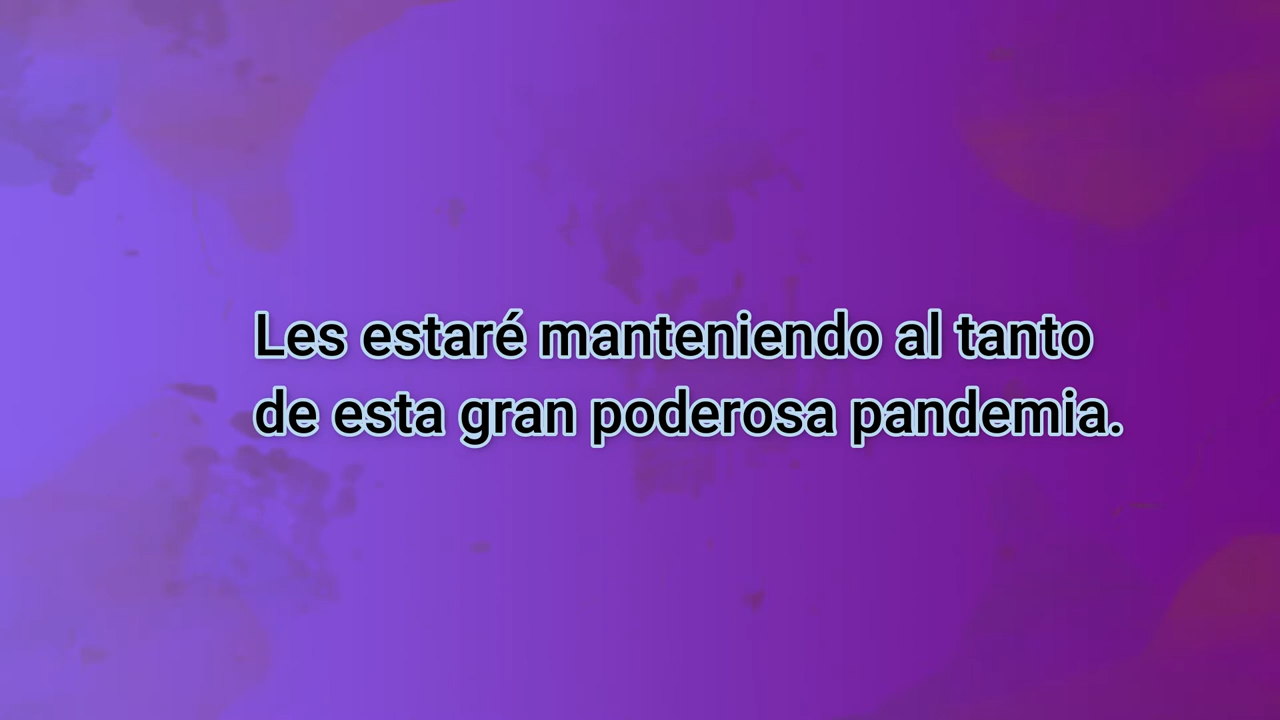 Les estaré manteniendo al tanto
de esta gran poderosa pandemia.